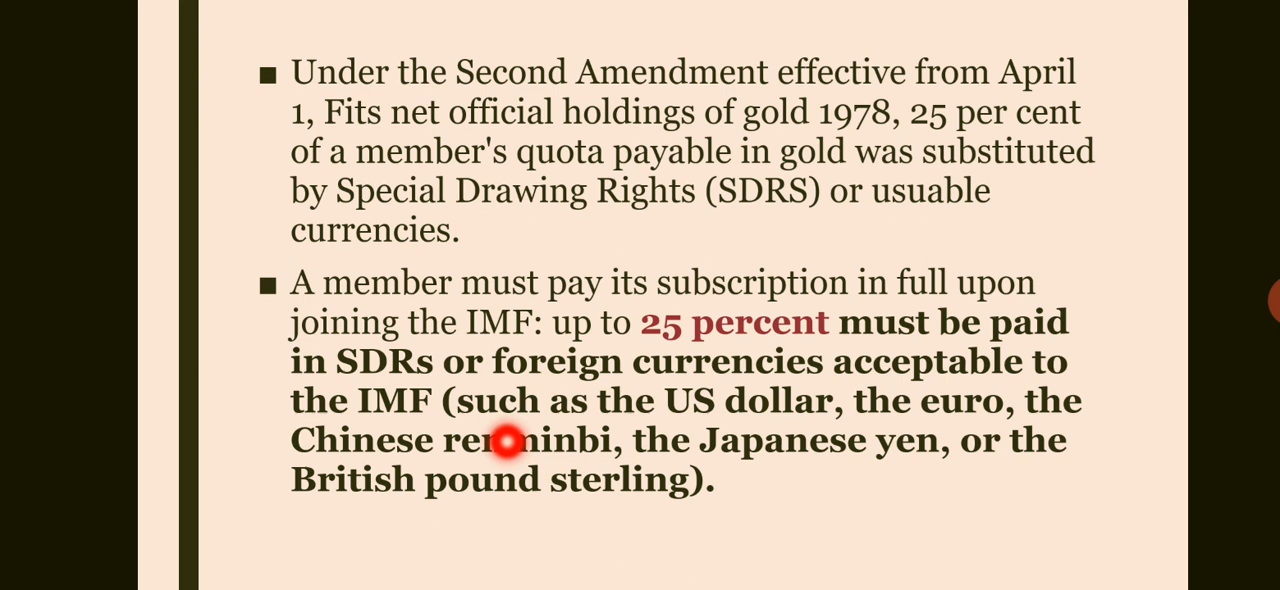 ■ Under the Second Amendment effective from April
1, Fits net official holdings of gold 1978, 25 per cent
of a member's quota payable in gold was substituted
by Special Drawing Rights (SDRS) or usuable
currencies.
■ A member must pay its subscription in full upon
joining the IMF: up to 25 percent must be paid
in SDRs or foreign currencies acceptable to
the IMF (such as the US dollar, the euro, the
Chinese renminbi, the Japanese yen, or the
British pound sterling).